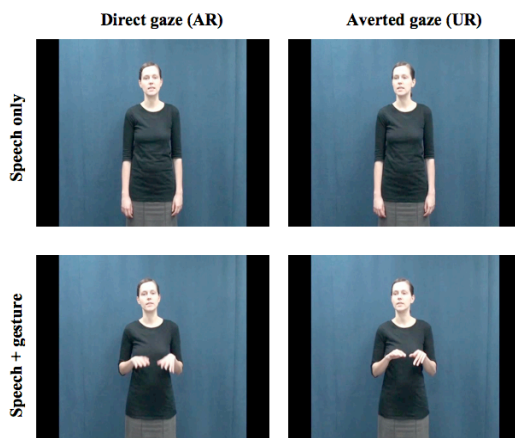 Direct gaze (AR)
Averted gaze (UR)
Speech only
Speech + gesture